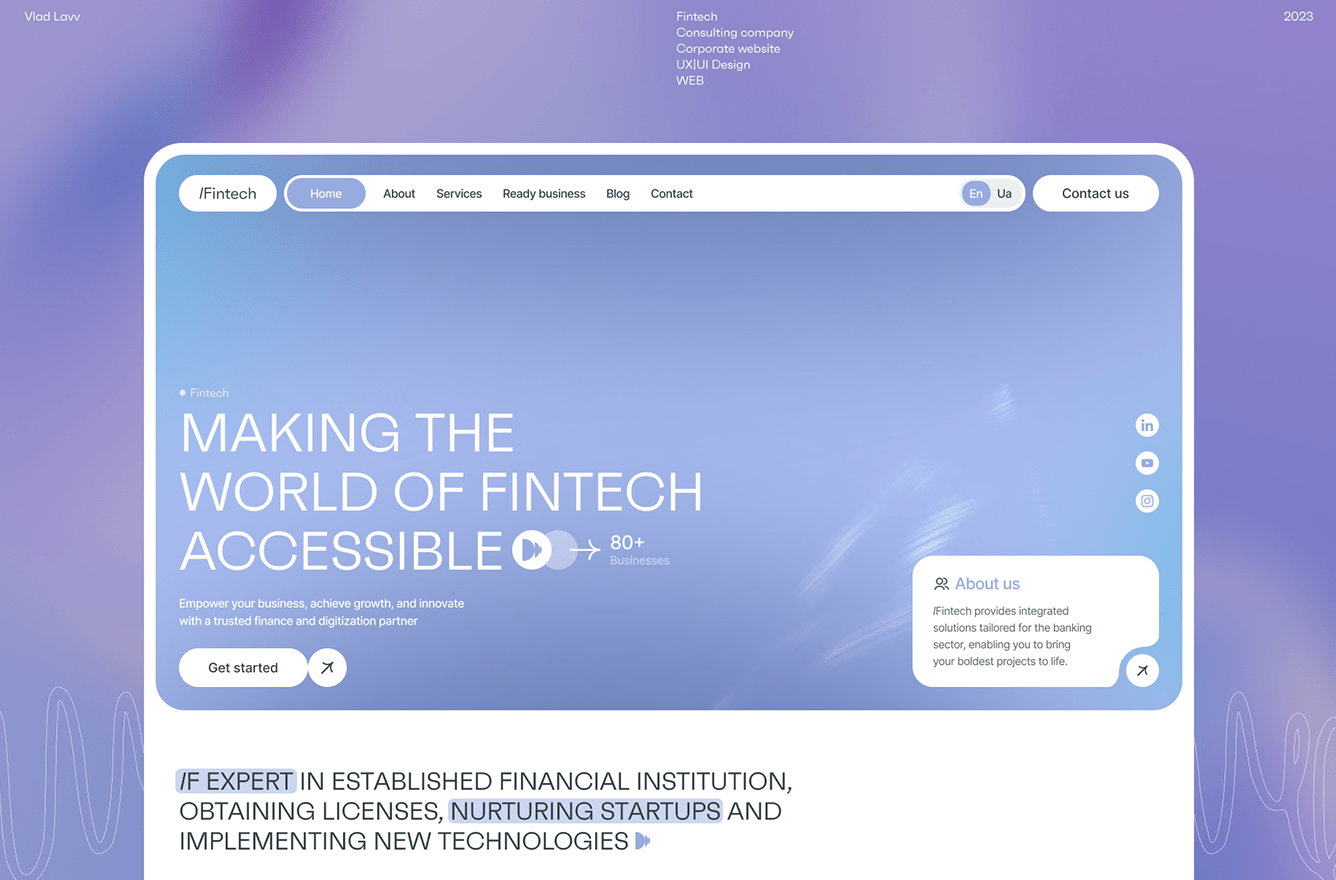 Vlad Lavv
Fintech
Consulting company
Corporate website
UX|UI Design
WEB
2023
/Fintech
Home
About
Services
Ready business
Blog
Contact
En
Ua
Contact us
Fintech
MAKING THE
WORLD OF FINTECH
ACCESSIBLE
80+
Businesses
Empower your business, achieve growth, and innovate
with a trusted finance and digitization partner
Get started
in
About us
/Fintech provides integrated
solutions tailored for the banking
sector, enabling you to bring
your boldest projects to life.
/F EXPERT IN ESTABLISHED FINANCIAL INSTITUTION,
OBTAINING LICENSES, NURTURING STARTUPS AND
IMPLEMENTING NEW TECHNOLOGIES